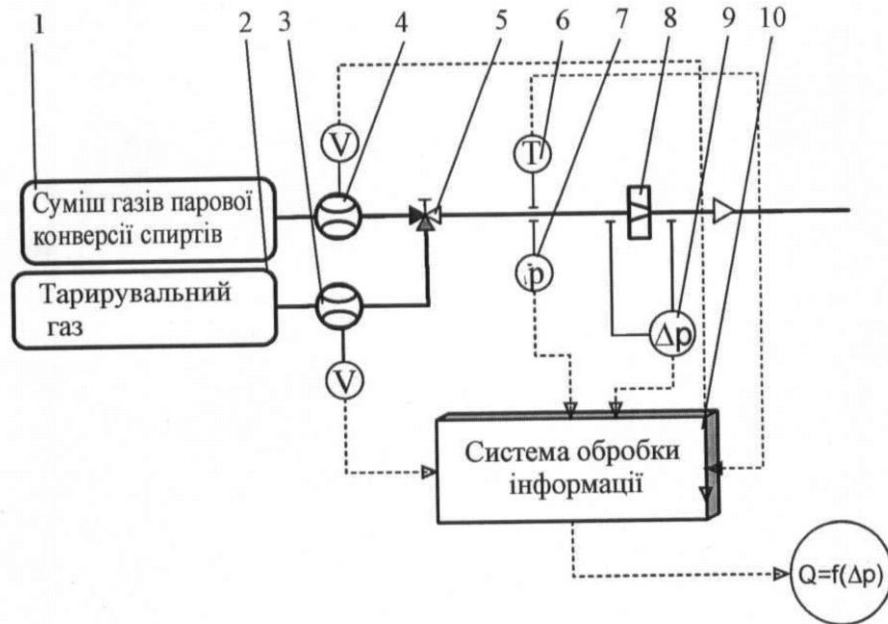 1
2
3
4
5
6
7
8
9
10
V
T
Суміш газів парової
конверсії спиртів
p
Тарирувальний
газ
Δp
V
Система обробки
інформації
Q=f(Δp)